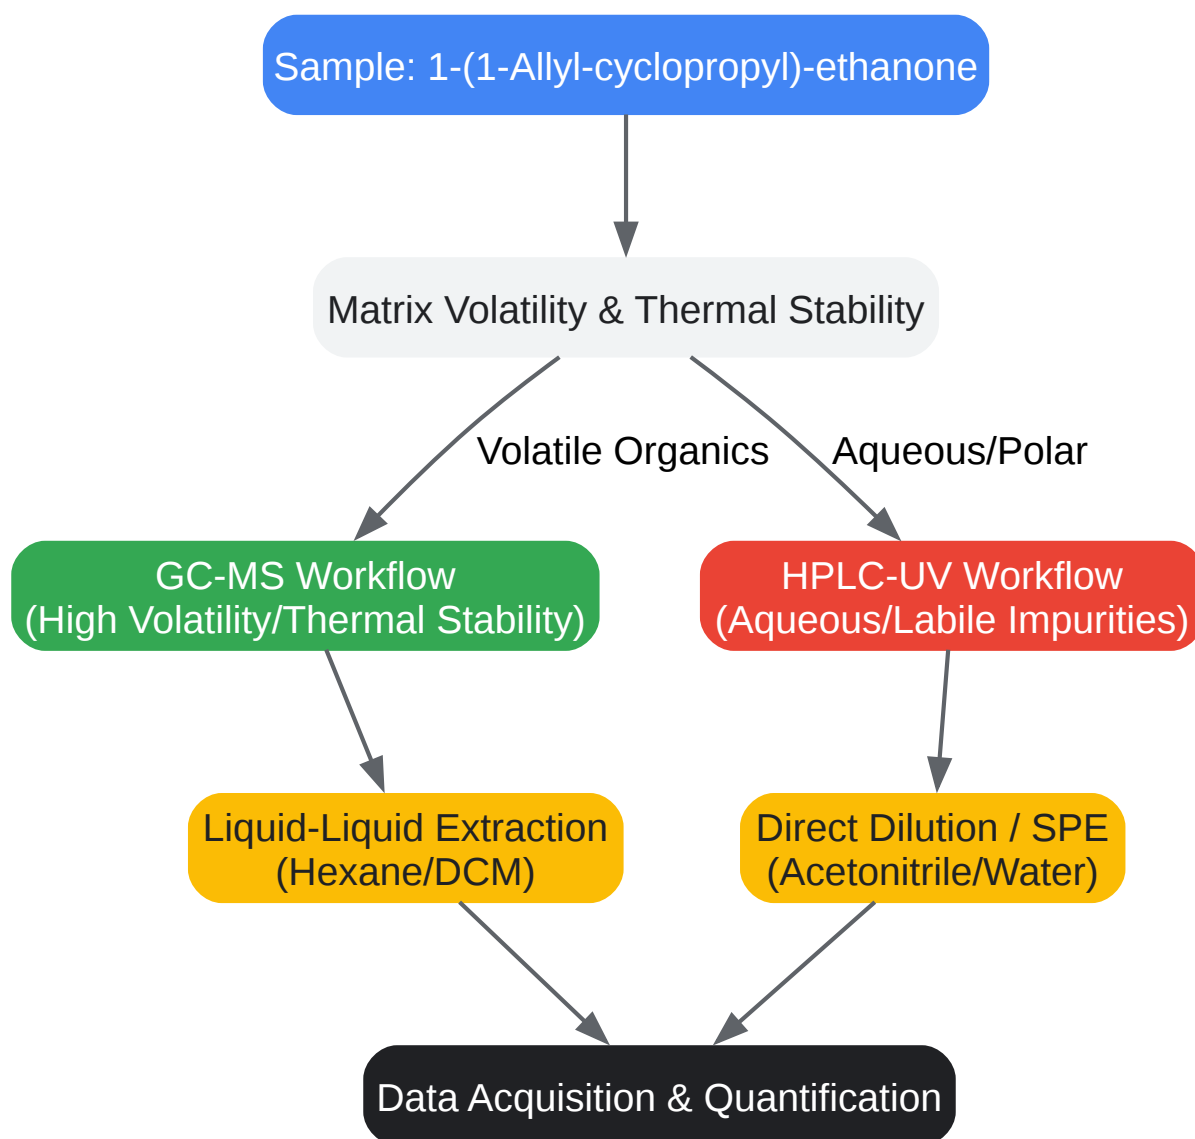 Sample: 1-(1-Allyl-cyclopropyl)-ethanone
Matrix Volatility & Thermal Stability
Volatile Organics
Aqueous/Polar
GC-MS Workflow
(High Volatility/Thermal Stability)
HPLC-UV Workflow
(Aqueous/Labile Impurities)
Liquid-Liquid Extraction
(Hexane/DCM)
Direct Dilution / SPE
(Acetonitrile/Water)
Data Acquisition & Quantification